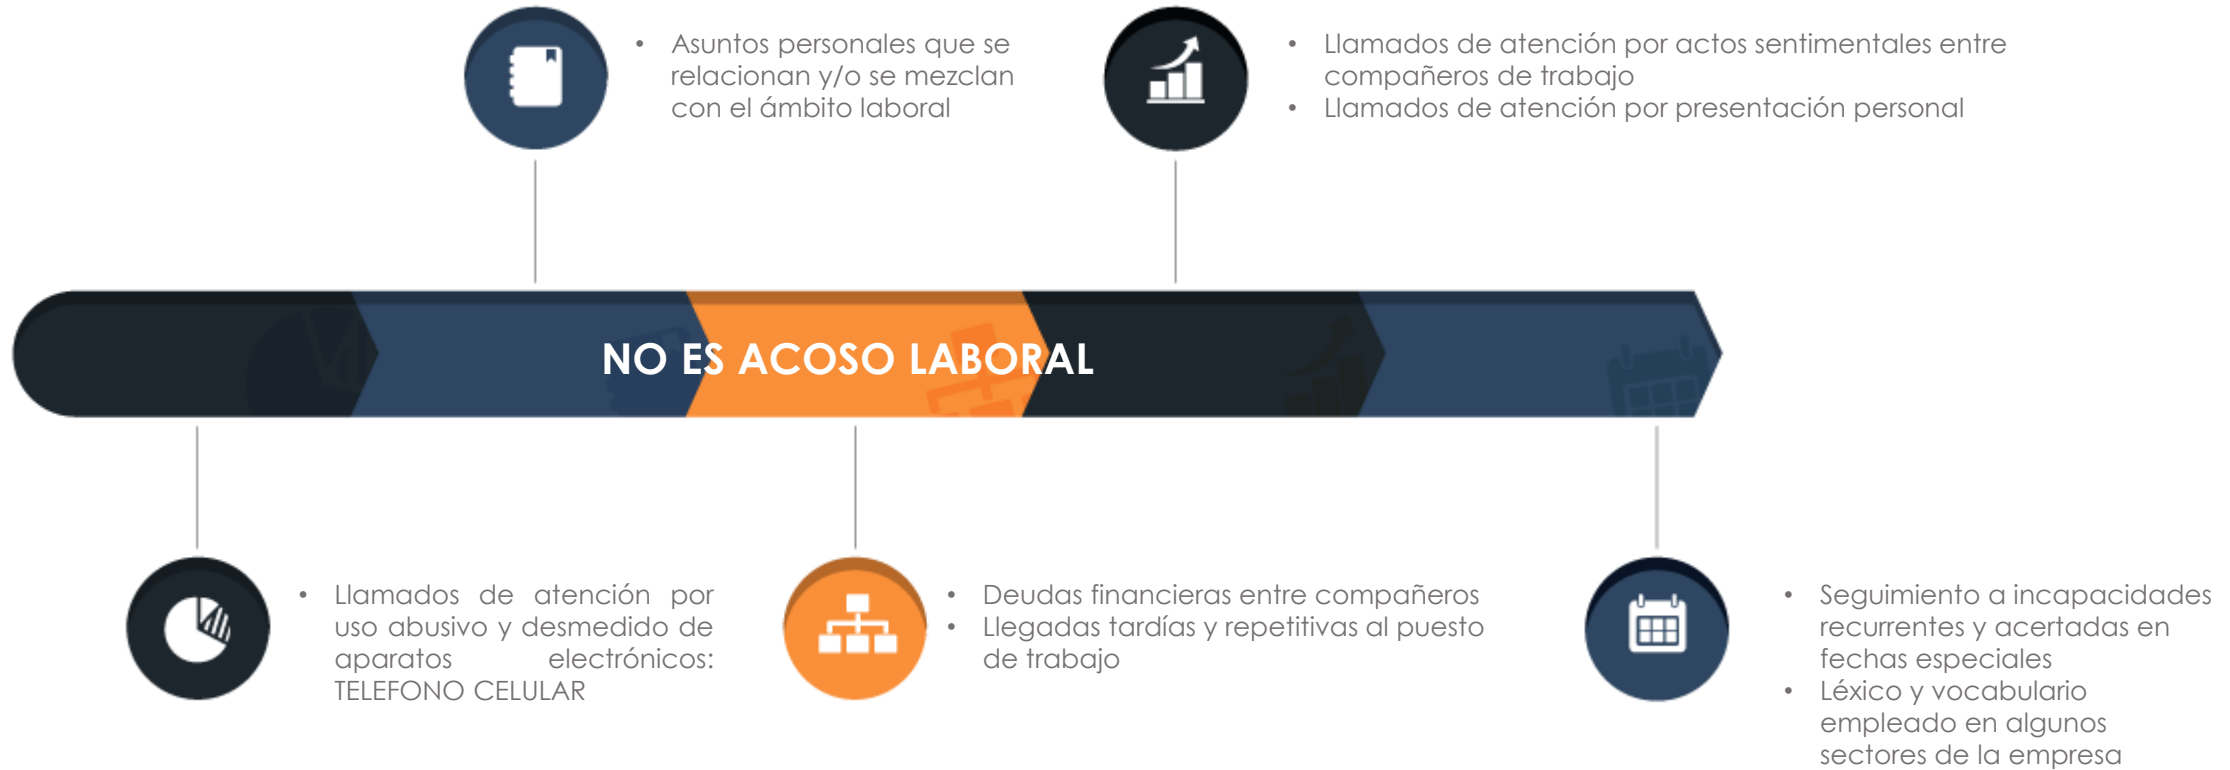 • Asuntos personales que se
relacionan y/o se mezclan
con el ámbito laboral
• Llamados de atención por actos sentimentales entre
compañeros de trabajo
• Llamados de atención por presentación personal
NO ES ACOSO LABORAL
• Llamados de atención por
uso abusivo y desmedido de
aparatos electrónicos:
TELEFONO CELULAR
• Deudas financieras entre compañeros
• Llegadas tardías y repetitivas al puesto
de trabajo
• Seguimiento a incapacidades
recurrentes y acertadas en
fechas especiales
• Léxico y vocabulario
empleado en algunos
sectores de la empresa